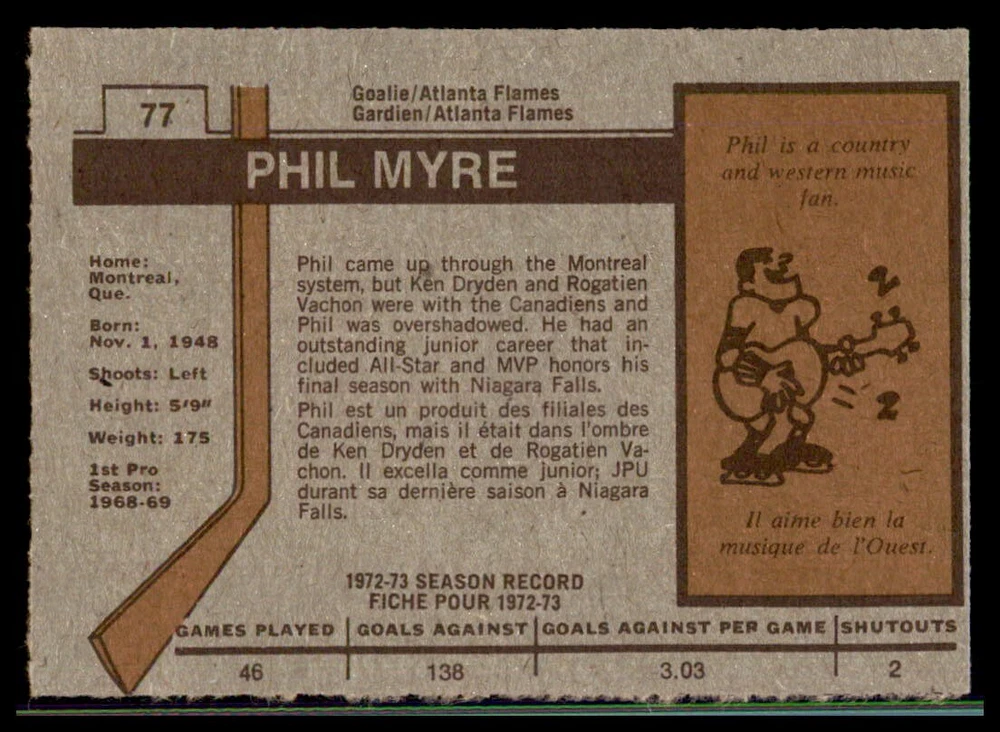 77
Goalie/Atlanta Flames
Gardien/Atlanta Flames
PHIL MYRE
Home:
Montreal,
Que.
Born:
Nov. 1, 1948
Shoots: Left
Height: 5'9"
Weight: 175
1st Pro
Season:
1968-69
Phil came up through the Montreal
system, but Ken Dryden and Rogatien
Vachon were with the Canadiens and
Phil was overshadowed. He had an
outstanding junior career that in-
cluded All-Star and MVP honors his
final season with Niagara Falls.
Phil est un produit des filiales des
Canadiens, mais il était dans l'ombre
de Ken Dryden et de Rogatien Va-
chon. Il excella comme junior; JPU
durant sa dernière saison à Niagara
Falls.
Phil is a country
and western music
fan.
Il aime bien la
musique de l'Ouest.
1972-73 SEASON RECORD
FICHE POUR 1972-73
GAMES PLAYED GOALS AGAINST GOALS AGAINST PER GAME SHUTOUTS
46 138 3.03 2